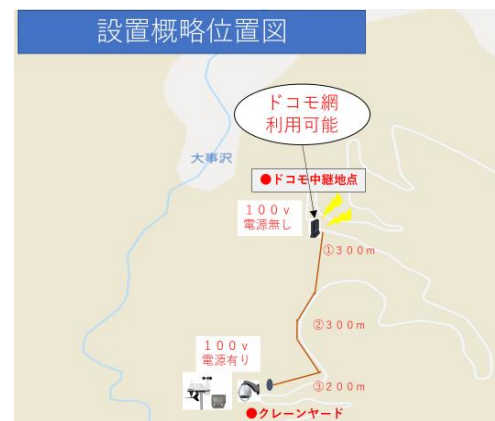 設置概略位置図
ドコモ網
利用可能
大事沢
●ドコモ中継地点
１００ｖ
電源無し
①３００ｍ
②３００ｍ
１００ｖ
電源有り
③２００ｍ
●クレーンヤード